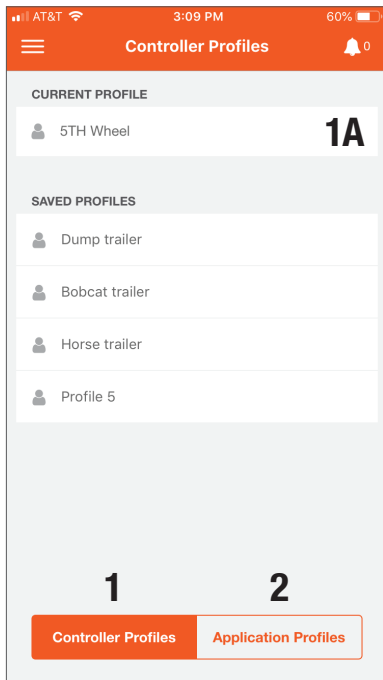 AT&T 3:09 PM 60%
Controller Profiles 0
CURRENT PROFILE
5TH Wheel 1A
SAVED PROFILES
Dump trailer
Bobcat trailer
Horse trailer
Profile 5
1 2
Controller Profiles Application Profiles